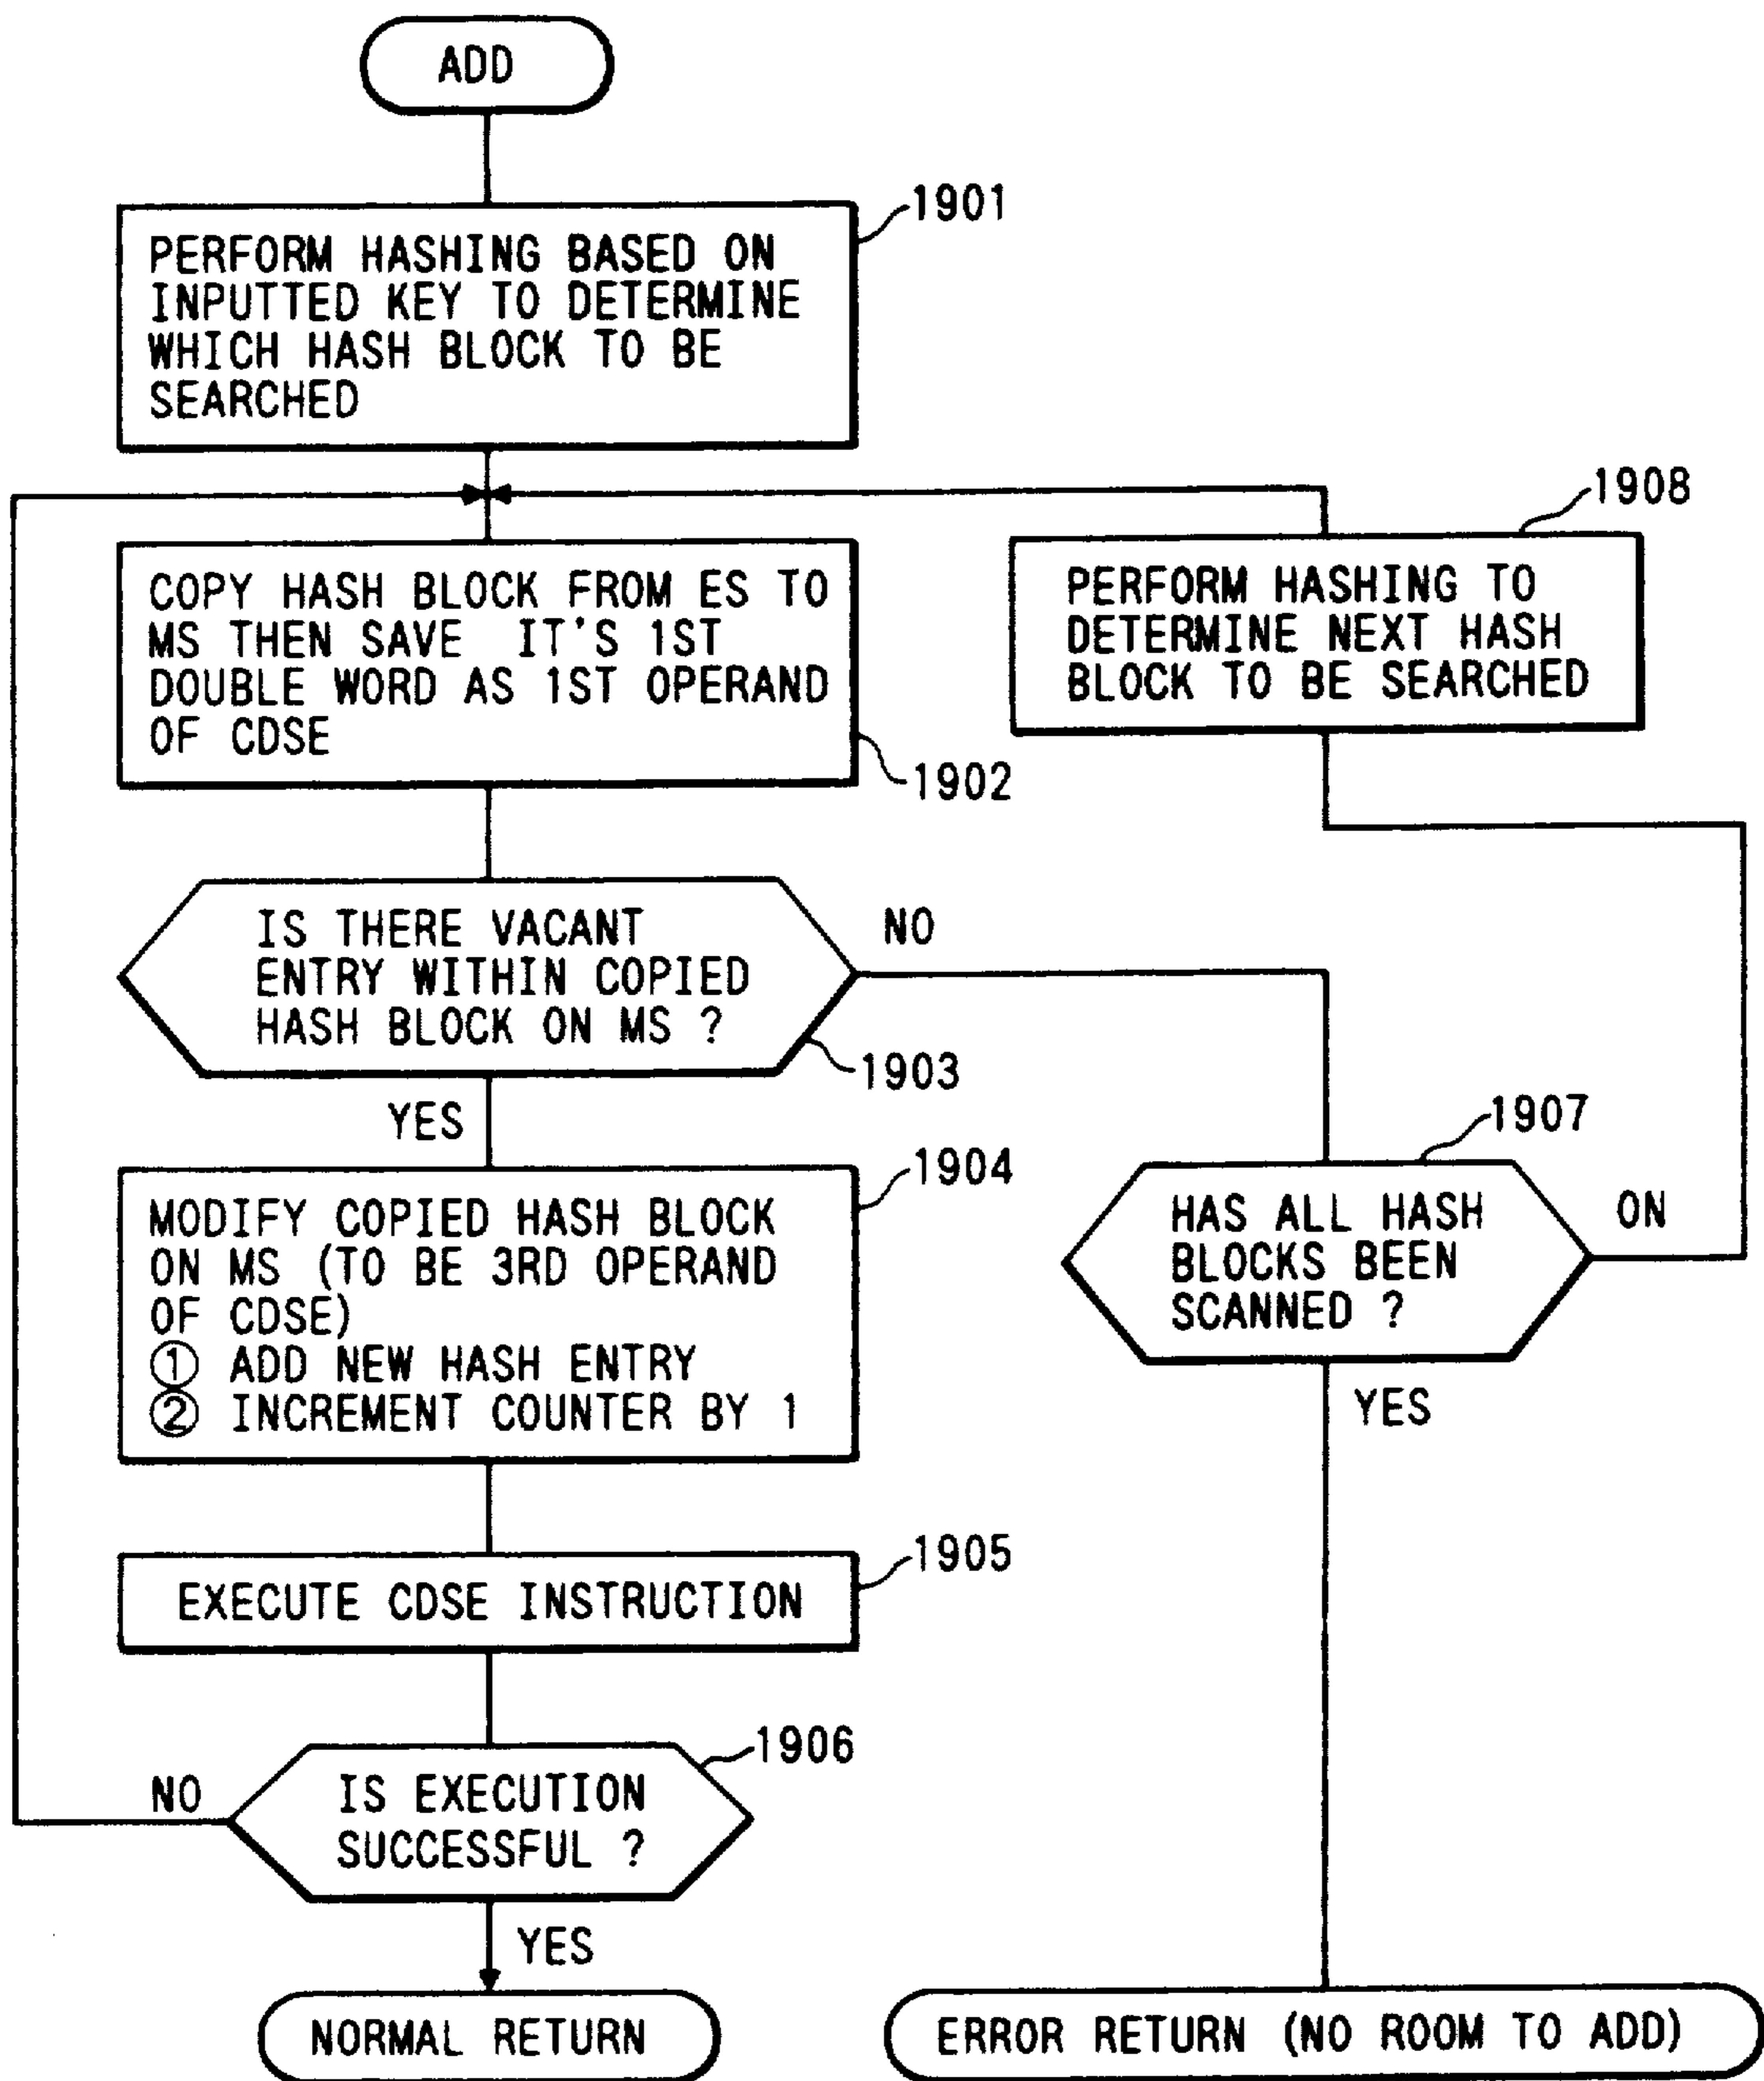 ADD
1901
PERFORM HASHING BASED ON
INPUTTED KEY TO DETERMINE
WHICH HASH BLOCK TO BE
SEARCHED
1908
COPY HASH BLOCK FROM ES TO
MS THEN SAVE IT'S 1ST
DOUBLE WORD AS 1ST OPERAND
OF CDSE
1902
PERFORM HASHING TO
DETERMINE NEXT HASH
BLOCK TO BE SEARCHED
IS THERE VACANT
ENTRY WITHIN COPIED
HASH BLOCK ON MS ?
NO
1903
YES
1904
MODIFY COPIED HASH BLOCK
ON MS (TO BE 3RD OPERAND
OF CDSE)
① ADD NEW HASH ENTRY
② INCREMENT COUNTER BY 1
1907
HAS ALL HASH
BLOCKS BEEN
SCANNED ?
ON
YES
1905
EXECUTE CDSE INSTRUCTION
1906
IS EXECUTION
SUCCESSFUL ?
NO
YES
NORMAL RETURN
ERROR RETURN (NO ROOM TO ADD)